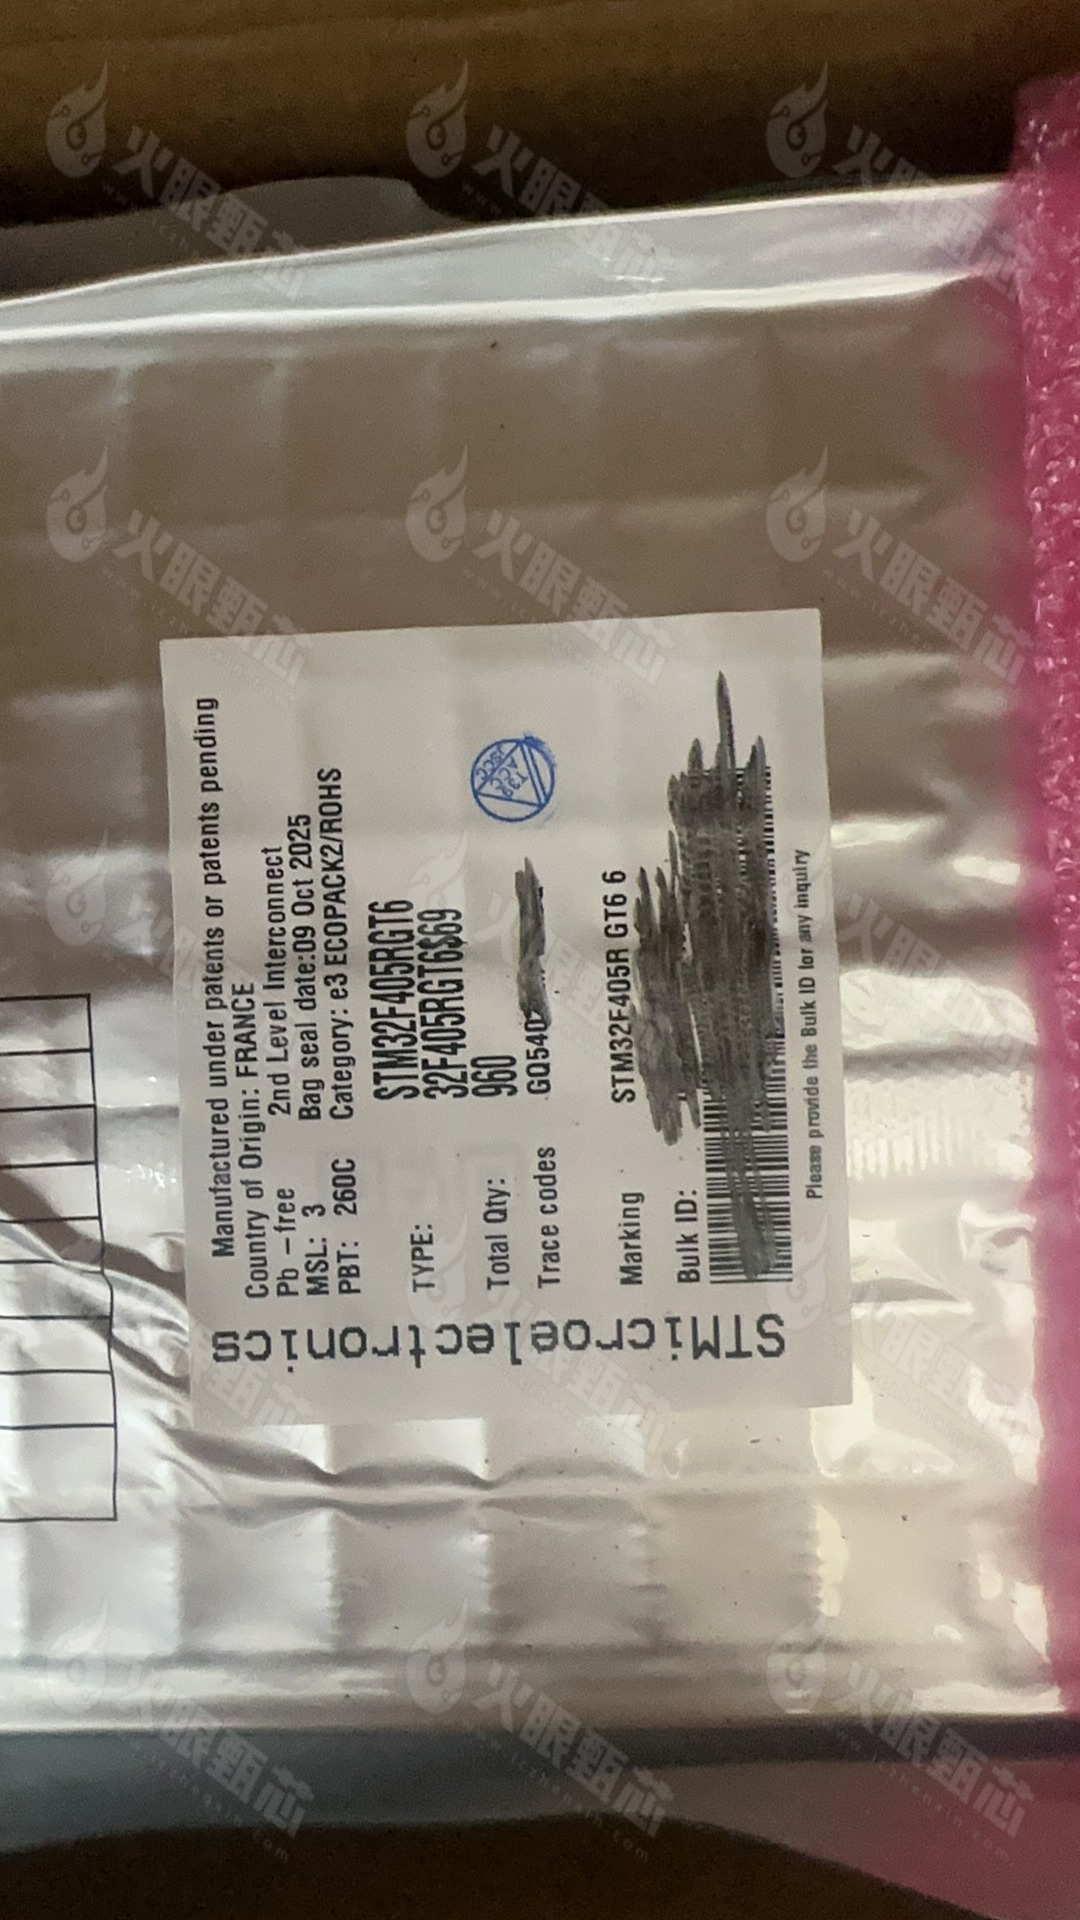 Manufactured under patents or patents pending
Country of Origin: FRANCE
Pb-free 2nd Level Interconnect
MSL: 3 Bag seal date:09 Oct 2025
PBT: 260C Category: e3 ECOPACK2/ROHS
TYPE: STM32F405RGT6
32F405RGT6$69
Total Qty: 960
Trace codes GQ540
Marking STM32F405R GT6 6
Bulk ID:
Please provide the Bulk ID for any inquiry
STMicroelectronics
火眼甄芯
www.iczhenxin.com